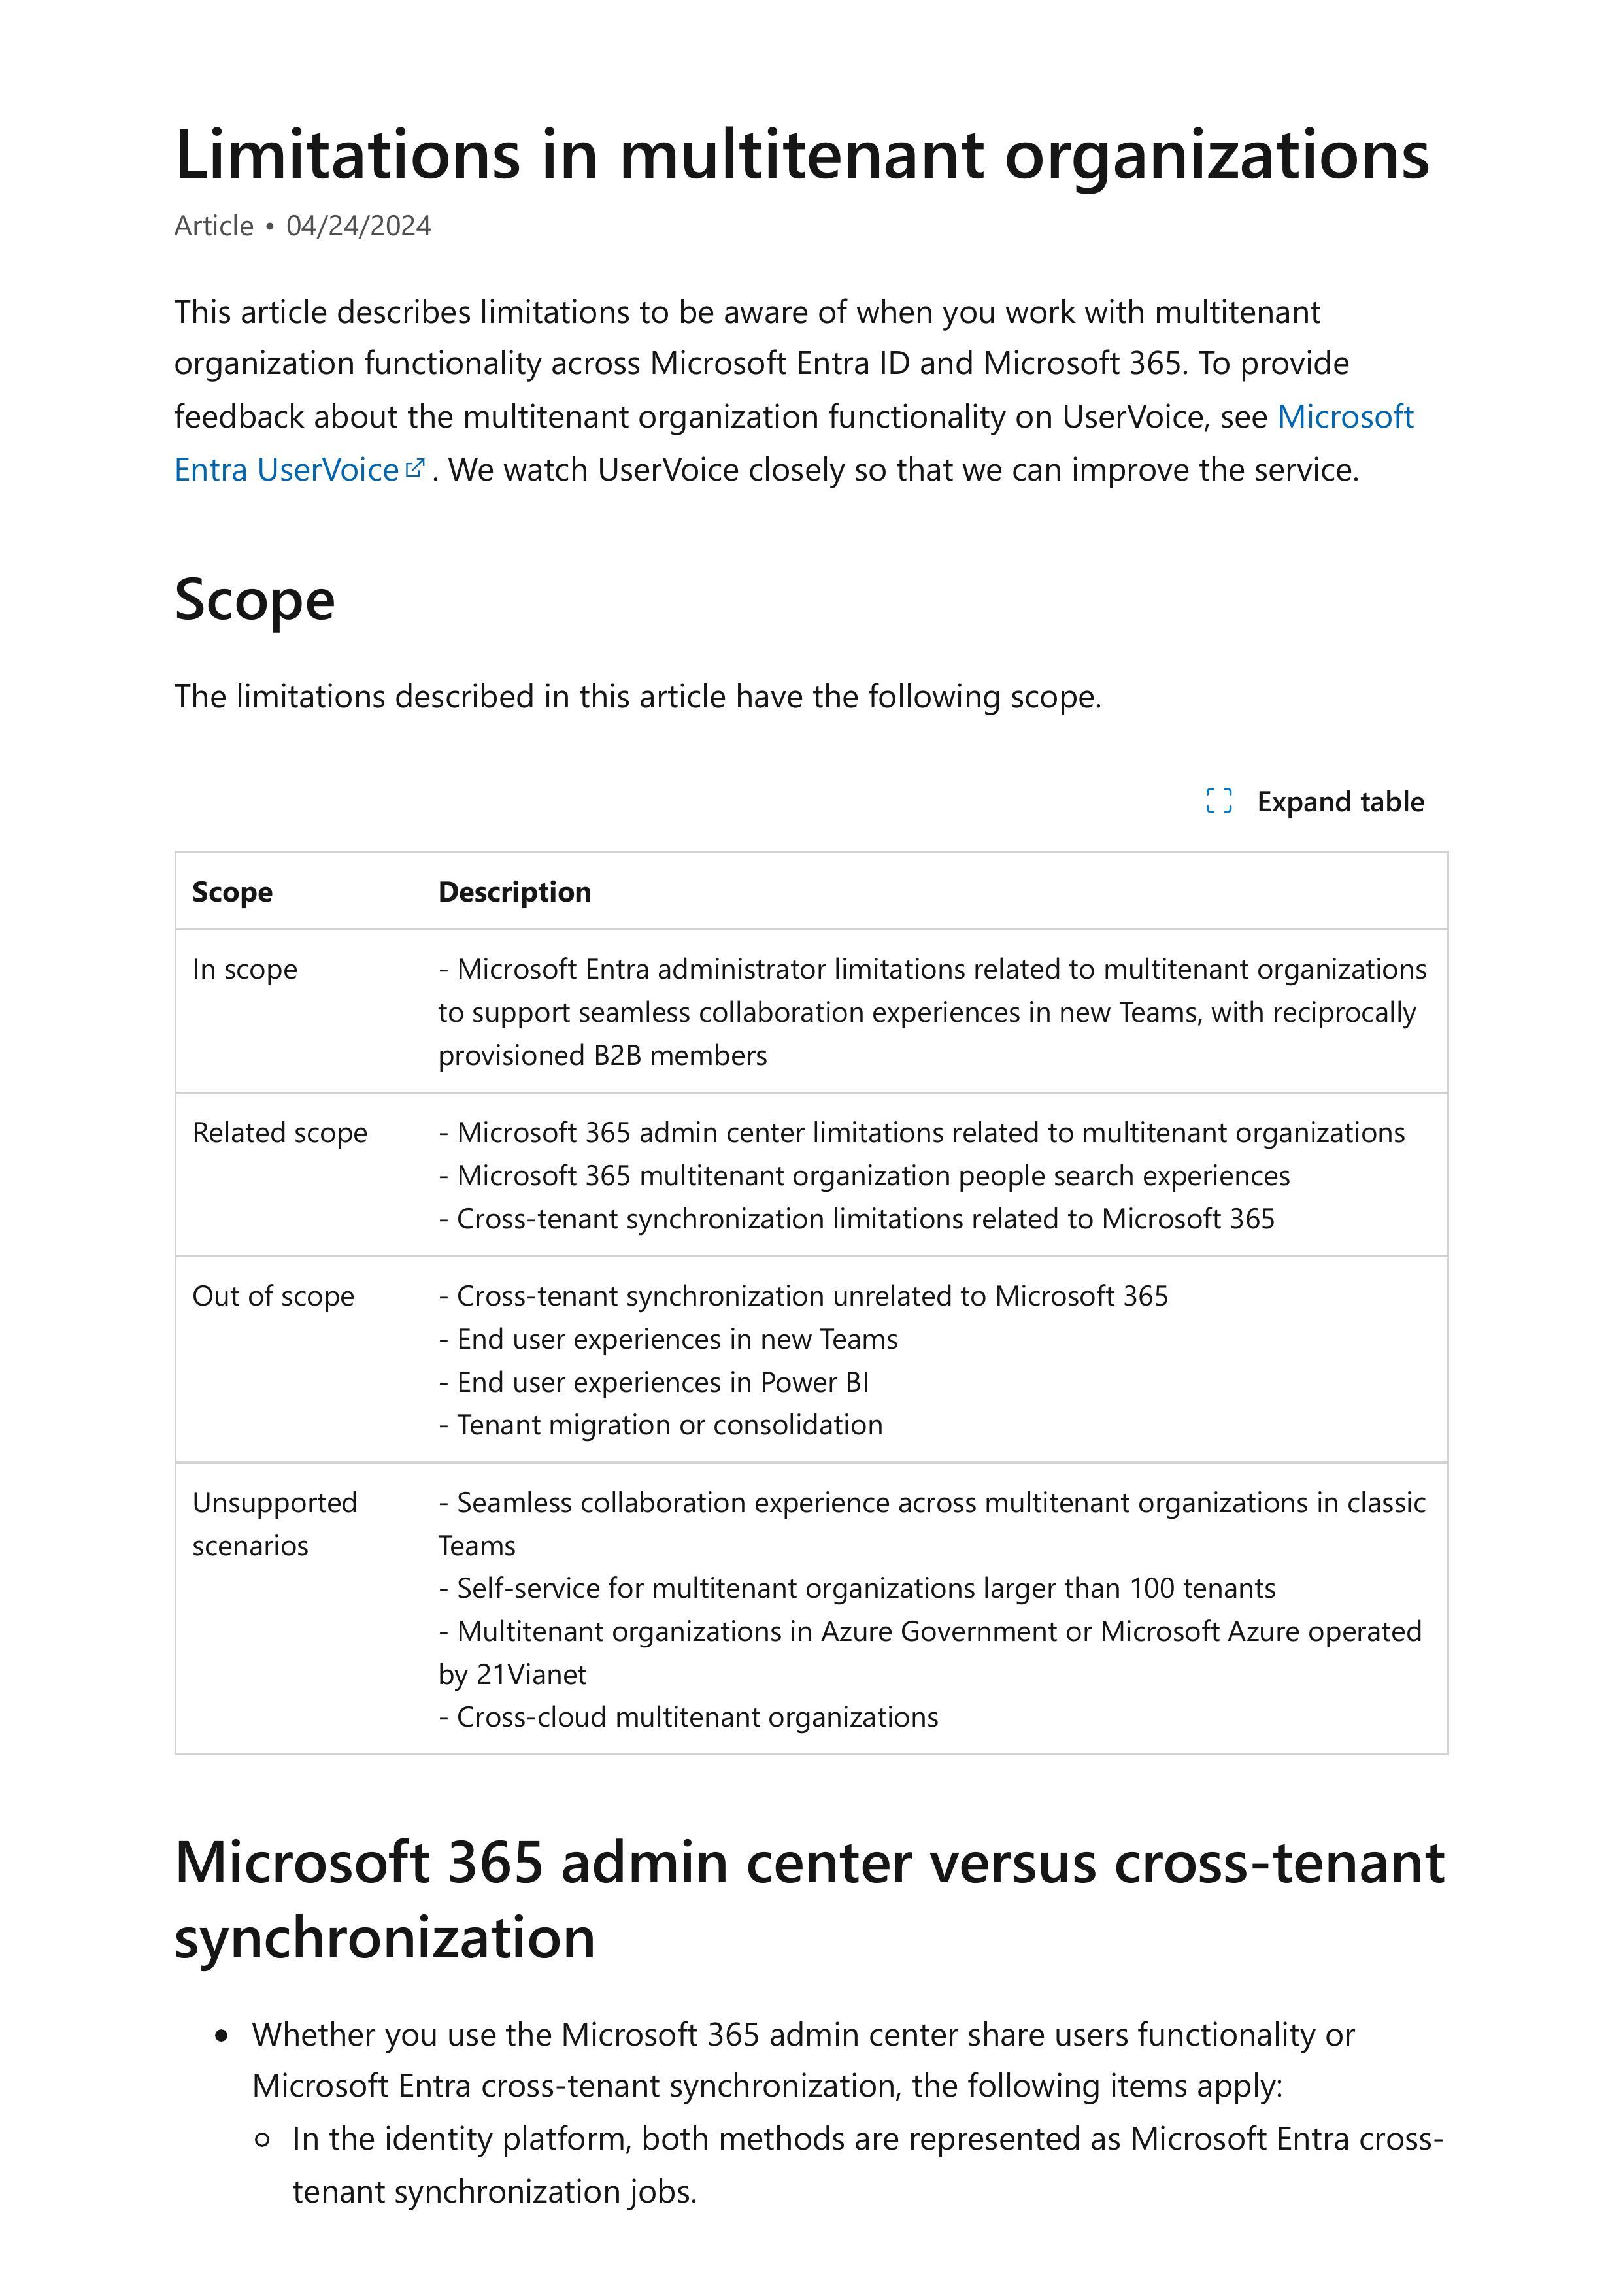 Limitations in multitenant organizations
Article • 04/24/2024
This article describes limitations to be aware of when you work with multitenant
organization functionality across Microsoft Entra ID and Microsoft 365. To provide
feedback about the multitenant organization functionality on UserVoice, see Microsoft
Entra UserVoice . We watch UserVoice closely so that we can improve the service.
Scope
The limitations described in this article have the following scope.
Expand table
Scope Description
In scope - Microsoft Entra administrator limitations related to multitenant organizations
to support seamless collaboration experiences in new Teams, with reciprocally
provisioned B2B members
Related scope - Microsoft 365 admin center limitations related to multitenant organizations
- Microsoft 365 multitenant organization people search experiences
- Cross-tenant synchronization limitations related to Microsoft 365
Out of scope - Cross-tenant synchronization unrelated to Microsoft 365
- End user experiences in new Teams
- End user experiences in Power BI
- Tenant migration or consolidation
Unsupported - Seamless collaboration experience across multitenant organizations in classic
scenarios Teams
- Self-service for multitenant organizations larger than 100 tenants
- Multitenant organizations in Azure Government or Microsoft Azure operated
by 21Vianet
- Cross-cloud multitenant organizations
Microsoft 365 admin center versus cross-tenant
synchronization
• Whether you use the Microsoft 365 admin center share users functionality or
Microsoft Entra cross-tenant synchronization, the following items apply:
○ In the identity platform, both methods are represented as Microsoft Entra cross-
tenant synchronization jobs.